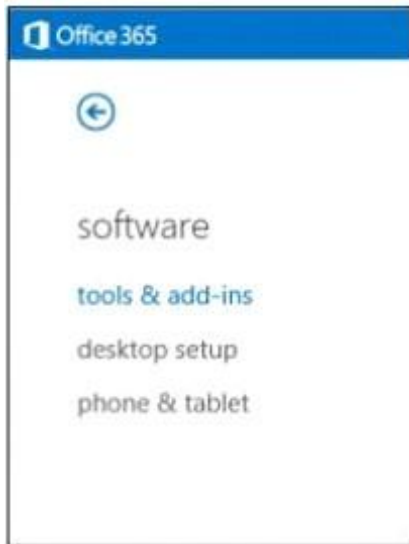 Office 365
software
tools & add-ins
desktop setup
phone & tablet